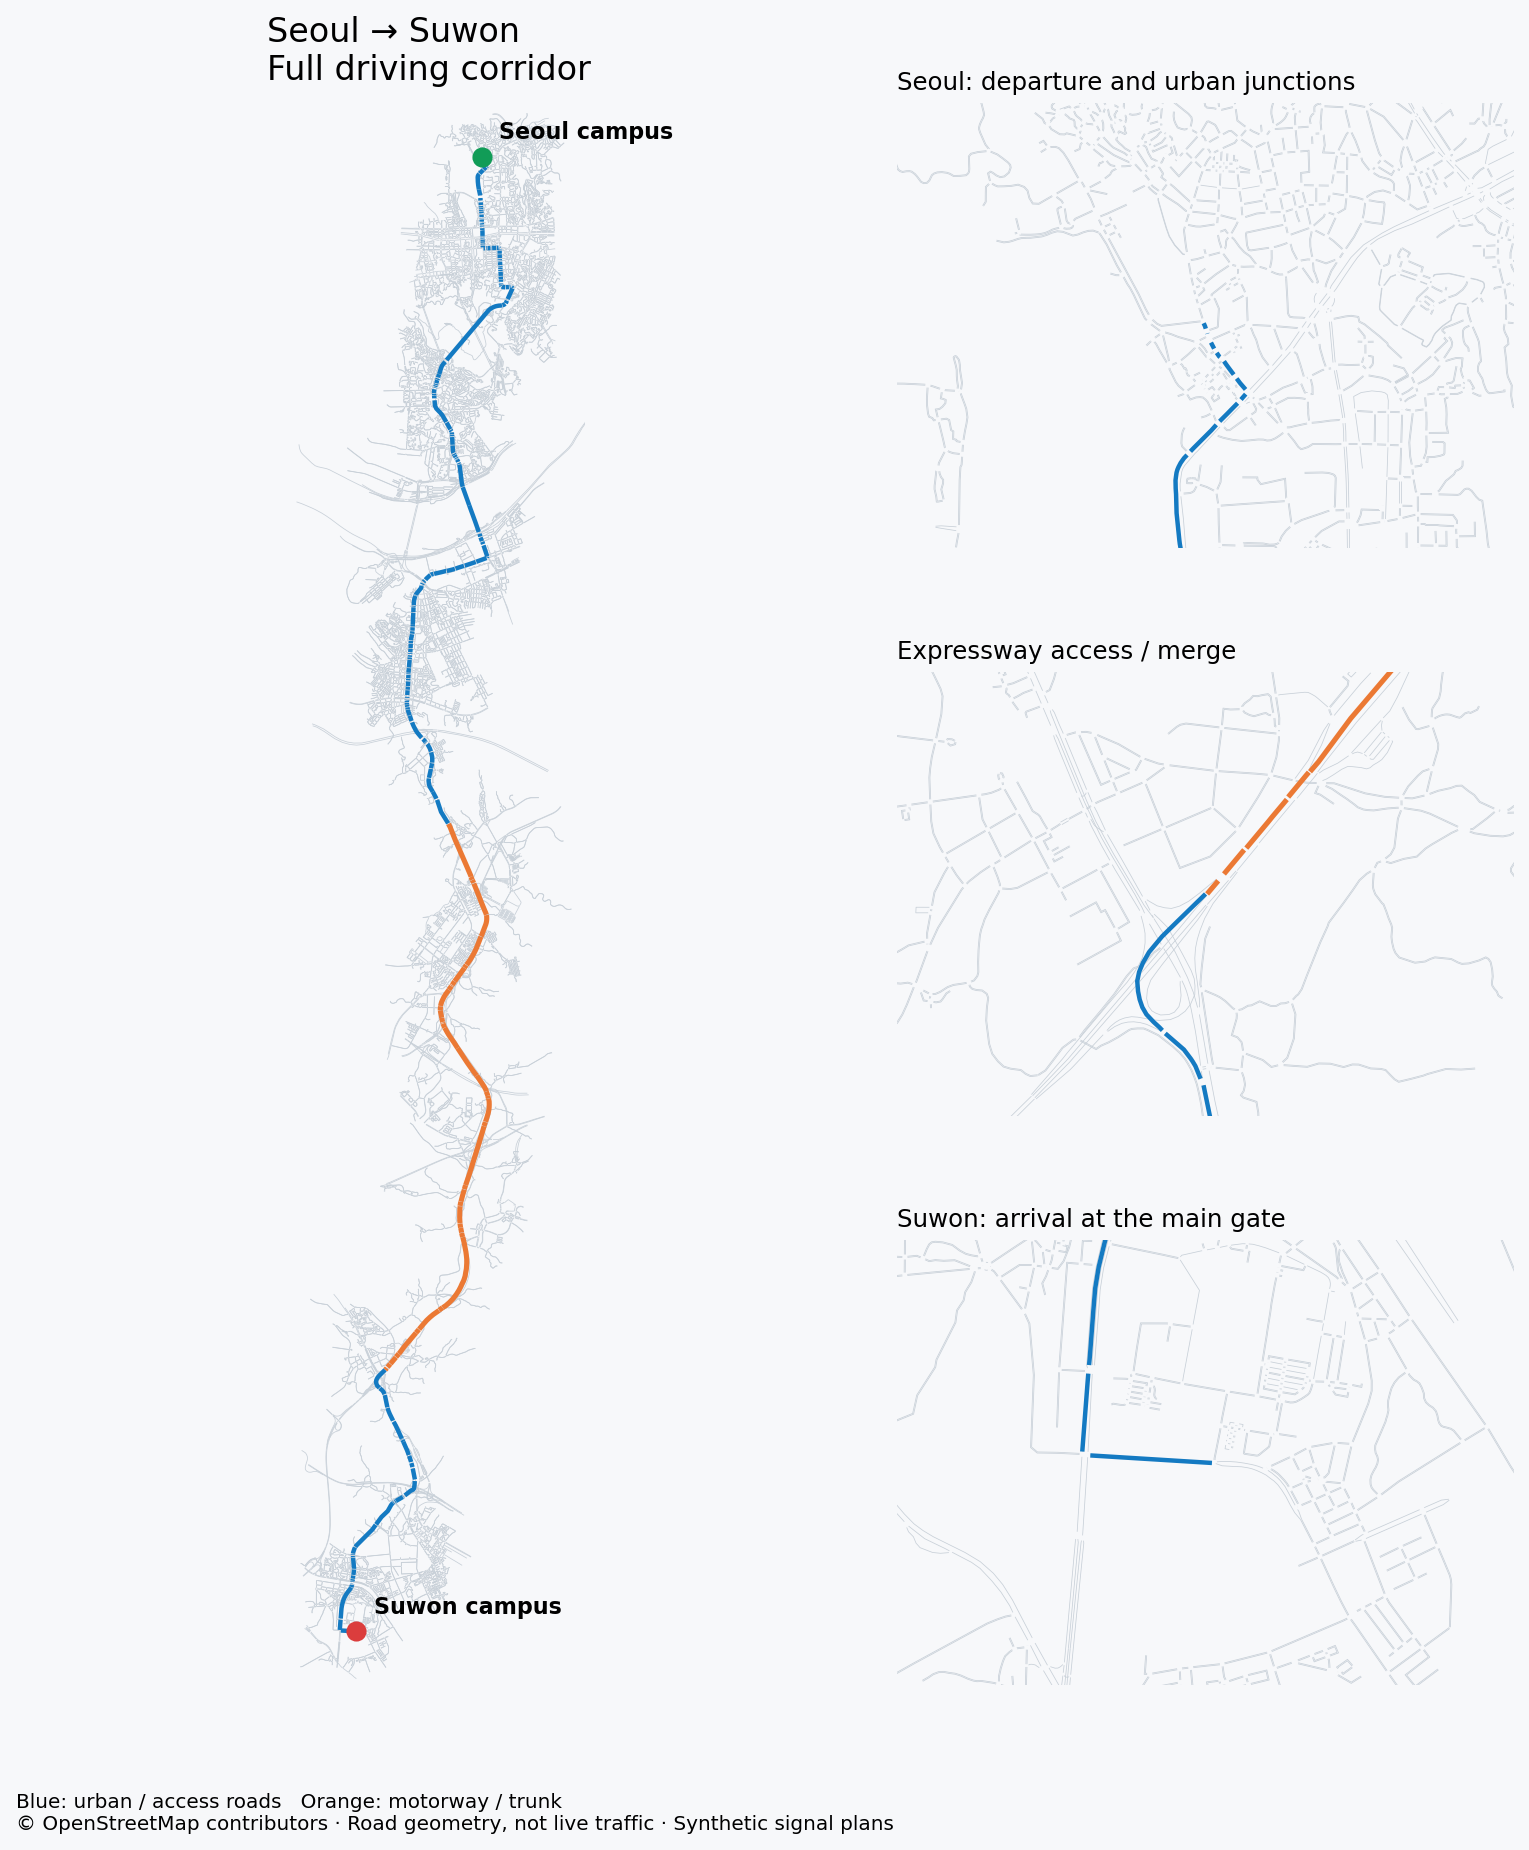 Seoul → Suwon
Full driving corridor
Seoul campus
Suwon campus
Seoul: departure and urban junctions
Expressway access / merge
Suwon: arrival at the main gate
Blue: urban / access roads   Orange: motorway / trunk
© OpenStreetMap contributors · Road geometry, not live traffic · Synthetic signal plans